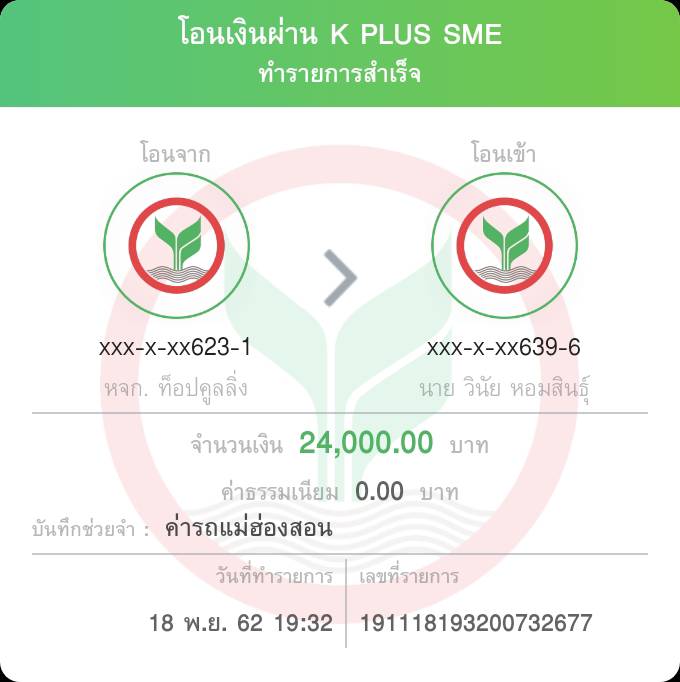 โอนเงินผ่าน K PLUS SME
ทำรายการสำเร็จ
โอนจาก
โอนเข้า
xxx-x-xx623-1
xxx-x-xx639-6
หจก. ท็อปคูลลิ่ง
นาย วินัย หอมสินธุ์
จำนวนเงิน 24,000.00 บาท
ค่าธรรมเนียม 0.00 บาท
บันทึกช่วยจำ : ค่ารถแม่ฮ่องสอน
วันที่ทำรายการ
เลขที่รายการ
18 พ.ย. 62 19:32
191118193200732677